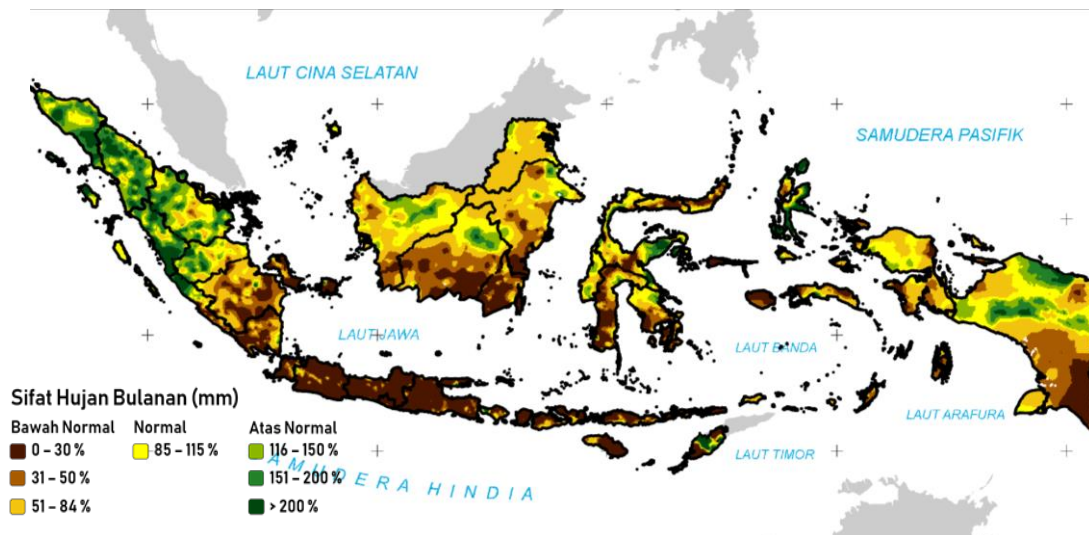 LAUT CINA SELATAN
SAMUDERA PASIFIK
LAUT JAWA
LAUT BANDA
LAUT ARAFURA
LAUT TIMOR
AMUDERA HINDIA
Sifat Hujan Bulanan (mm)
Bawah Normal Normal Atas Normal
0 – 30 % 85 – 115 % 116 – 150 %
31 – 50 % 151 – 200 %
51 – 84 % > 200 %